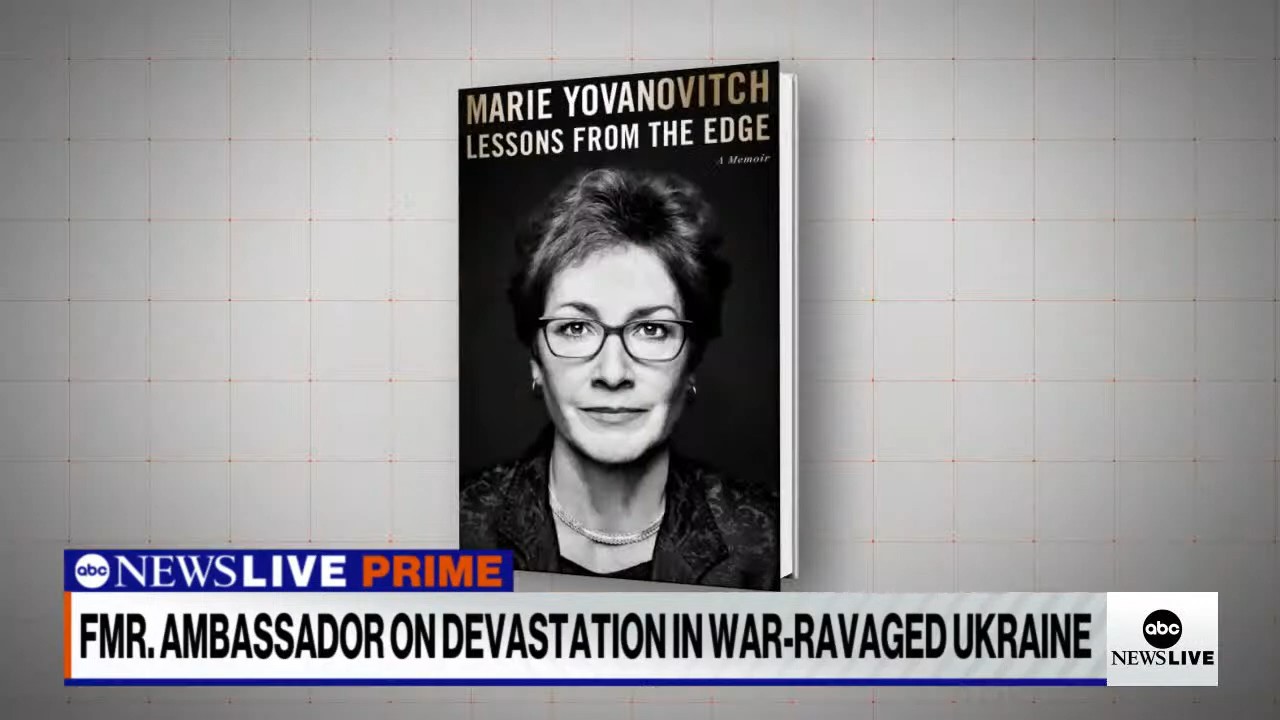 MARIE YOVANOVITCH
LESSONS FROM THE EDGE
A Memoir
abc NEWS LIVE PRIME
FMR. AMBASSADOR ON DEVASTATION IN WAR-RAVAGED UKRAINE
abc
NEWS LIVE